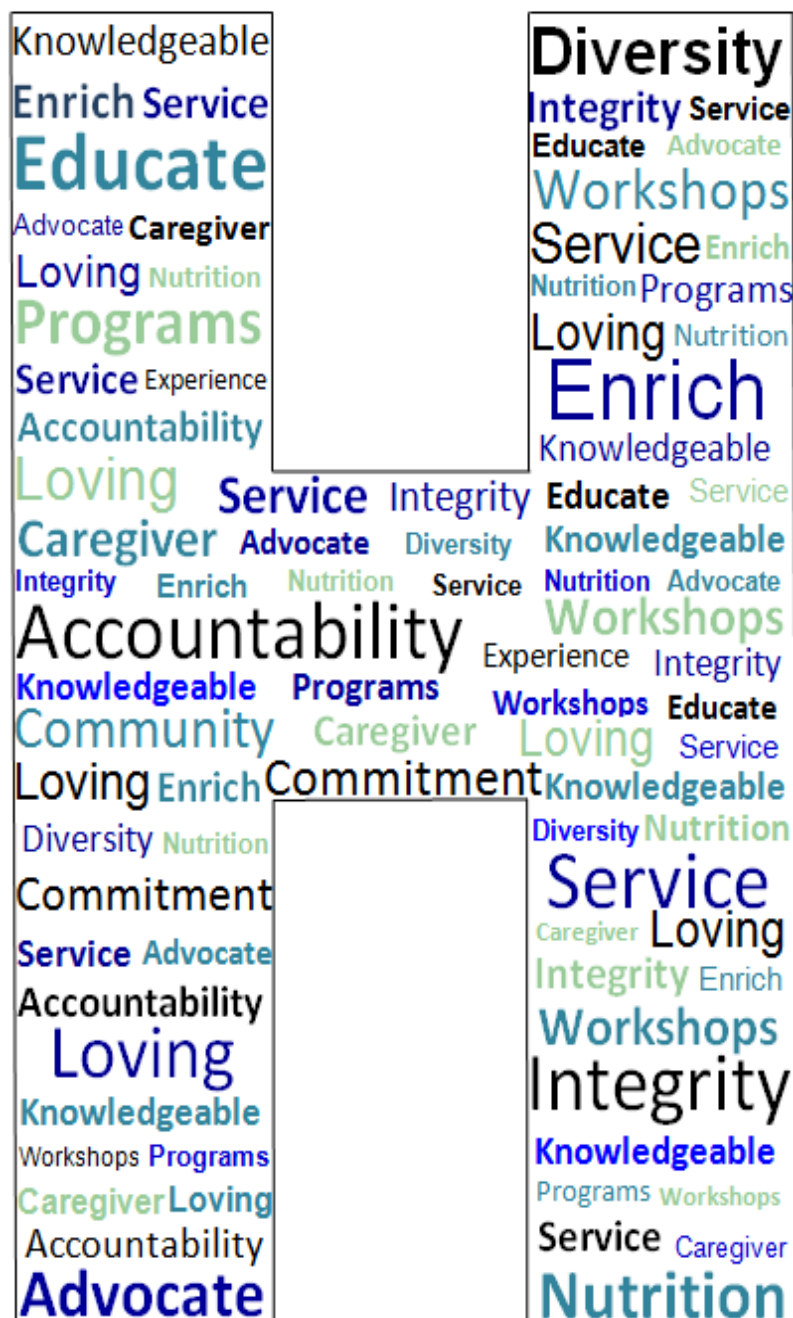 Knowledgeable
Enrich Service
Educate
Advocate Caregiver
Loving Nutrition
Programs
Service Experience
Accountability
Loving
Diversity
Integrity Service
Educate Advocate
Workshops
Service Enrich
Nutrition Programs
Loving Nutrition
Enrich
Knowledgeable
Service Integrity Educate Service
Caregiver Advocate Diversity Knowledgeable
Integrity Enrich Nutrition Service Nutrition Advocate
Accountability Workshops
Experience Integrity
Knowledgeable Programs Workshops Educate
Community Caregiver Loving Service
Loving Enrich Commitment Knowledgeable
Diversity Nutrition
Commitment
Service Advocate
Accountability
Loving
Knowledgeable
Workshops Programs
Caregiver Loving
Accountability
Advocate
Diversity Nutrition
Service
Caregiver Loving
Integrity Enrich
Workshops
Integrity
Knowledgeable
Programs Workshops
Service Caregiver
Nutrition